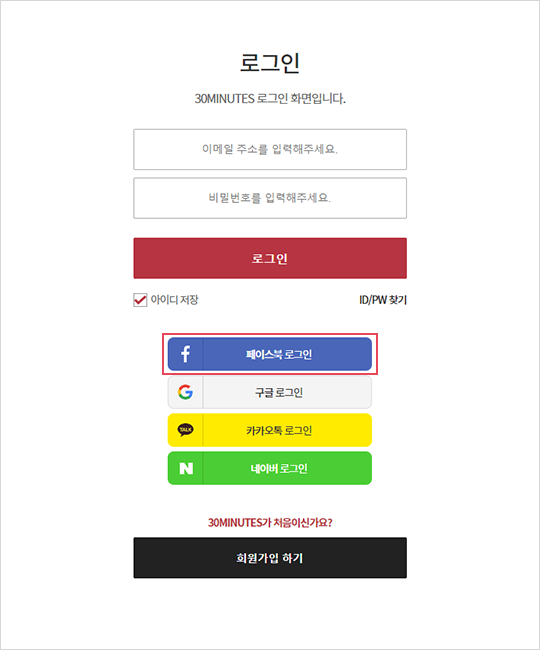 로그인
30MINUTES 로그인 화면입니다.
이메일 주소를 입력해주세요.
비밀번호를 입력해주세요.
로그인
아이디 저장 ID/PW 찾기
f 페이스북 로그인
G 구글 로그인
TALK 카카오톡 로그인
N 네이버 로그인
30MINUTES가 처음이신가요?
회원가입 하기